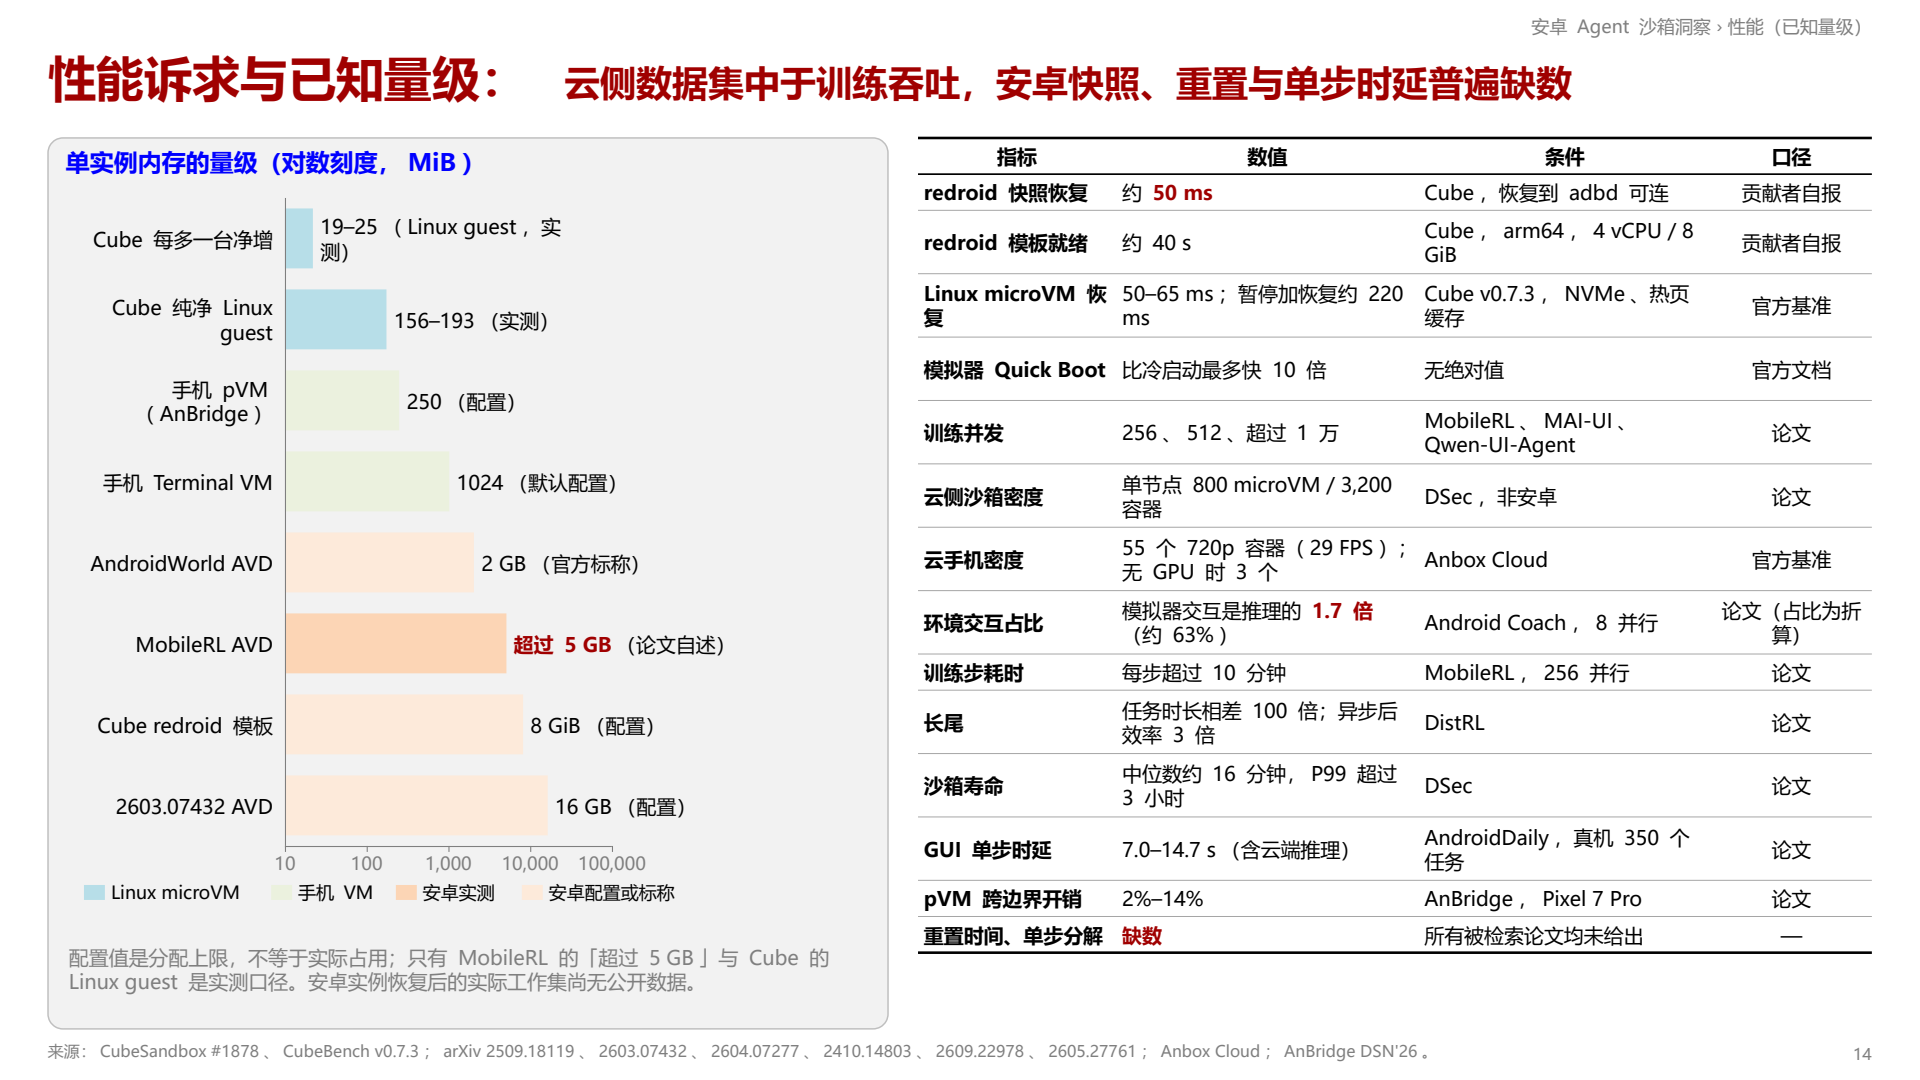 安卓 Agent 沙箱洞察 › 性能（已知量级）
性能诉求与已知量级： 云侧数据集中于训练吞吐，安卓快照、重置与单步时延普遍缺数
单实例内存的量级（对数刻度， MiB ）
Cube 每多一台净增
19–25 （ Linux guest ，实
测）
Cube 纯净 Linux
guest
156–193 （实测）
手机 pVM
（ AnBridge ）
250 （配置）
手机 Terminal VM
1024 （默认配置）
AndroidWorld AVD
2 GB （官方标称）
MobileRL AVD
超过 5 GB （论文自述）
Cube redroid 模板
8 GiB （配置）
2603.07432 AVD
16 GB （配置）
10 100 1,000 10,000 100,000
Linux microVM 手机 VM 安卓实测 安卓配置或标称
配置值是分配上限，不等于实际占用；只有 MobileRL 的「超过 5 GB 」与 Cube 的
Linux guest 是实测口径。安卓实例恢复后的实际工作集尚无公开数据。
指标 数值 条件 口径
redroid 快照恢复 约 50 ms Cube ，恢复到 adbd 可连 贡献者自报
redroid 模板就绪 约 40 s
Cube ， arm64 ， 4 vCPU / 8
GiB
贡献者自报
Linux microVM 恢
复
50–65 ms ；暂停加恢复约 220
ms
Cube v0.7.3 ， NVMe 、热页
缓存
官方基准
模拟器 Quick Boot 比冷启动最多快 10 倍 无绝对值 官方文档
训练并发 256 、 512 、超过 1 万
MobileRL 、 MAI-UI 、
Qwen-UI-Agent
论文
云侧沙箱密度
单节点 800 microVM / 3,200
容器
DSec ，非安卓 论文
云手机密度
55 个 720p 容器（ 29 FPS ）；
无 GPU 时 3 个
Anbox Cloud 官方基准
环境交互占比
模拟器交互是推理的 1.7 倍
（约 63% ）
Android Coach ， 8 并行
论文（占比为折
算）
训练步耗时 每步超过 10 分钟 MobileRL ， 256 并行 论文
长尾
任务时长相差 100 倍；异步后
效率 3 倍
DistRL 论文
沙箱寿命
中位数约 16 分钟， P99 超过
3 小时
DSec 论文
GUI 单步时延 7.0–14.7 s （含云端推理）
AndroidDaily ，真机 350 个
任务
论文
pVM 跨边界开销 2%–14% AnBridge ， Pixel 7 Pro 论文
重置时间、单步分解 缺数 所有被检索论文均未给出 —
来源： CubeSandbox #1878 、 CubeBench v0.7.3 ； arXiv 2509.18119 、 2603.07432 、 2604.07277 、 2410.14803 、 2609.22978 、 2605.27761 ； Anbox Cloud ； AnBridge DSN'26 。
14